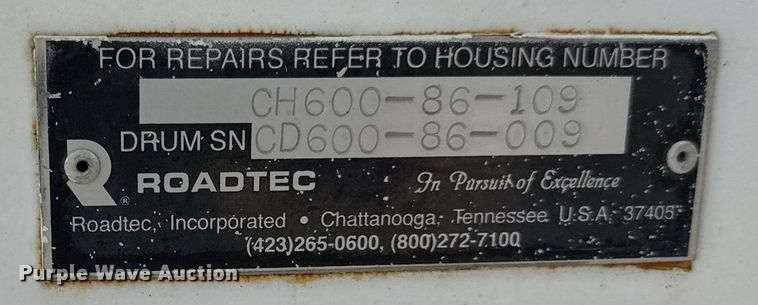 FOR REPAIRS REFER TO HOUSING NUMBER
CH600-86-109
DRUM SN CD600-86-009
R® ROADTEC In Pursuit of Excellence
Roadtec, Incorporated • Chattanooga, Tennessee U.S.A. 37405
(423)265-0600, (800)272-7100
Purple Wave Auction